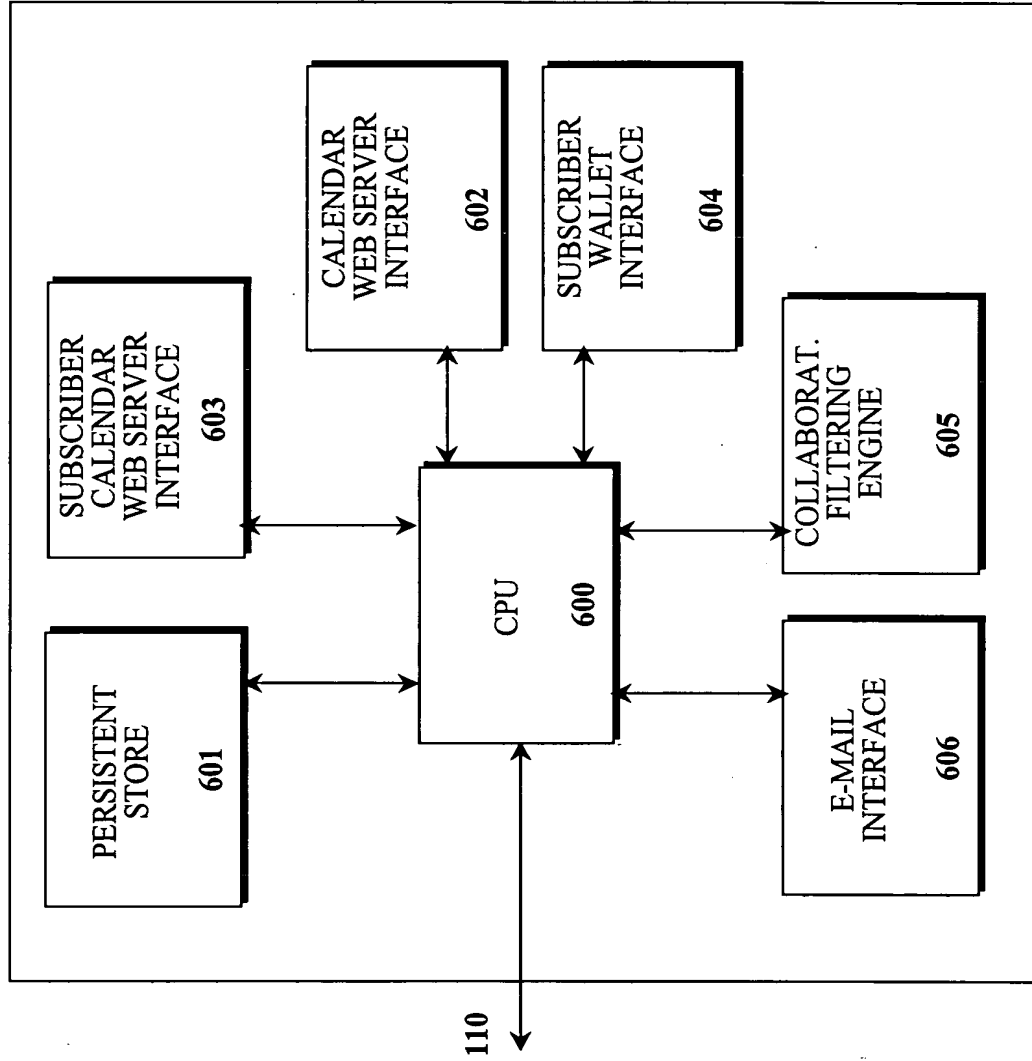 PERSISTENT
STORE
601
SUBSCRIBER
CALENDAR
WEB SERVER
INTERFACE
603
CALENDAR
WEB SERVER
INTERFACE
602
SUBSCRIBER
WALLET
INTERFACE
604
CPU
600
110
E-MAIL
INTERFACE
606
COLLABORAT.
FILTERING
ENGINE
605